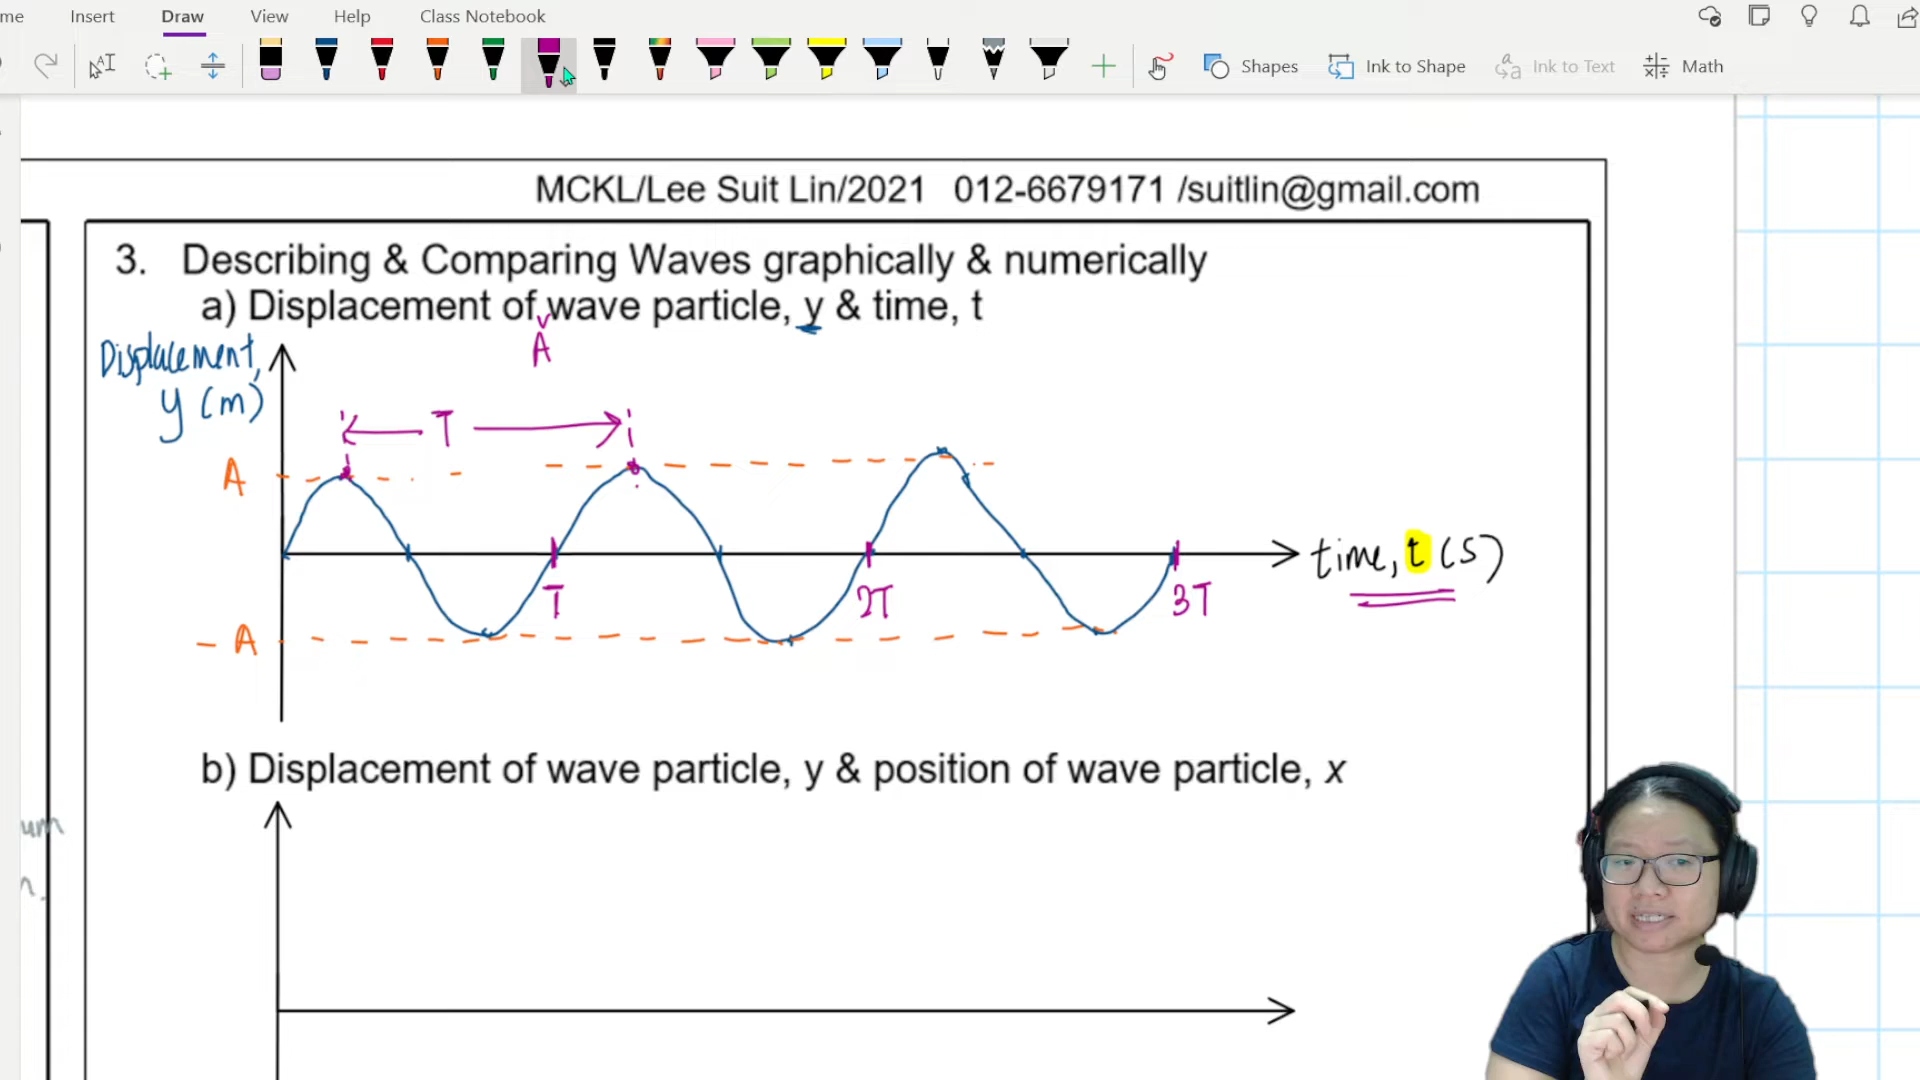 Insert Draw View Help Class Notebook
Shapes Ink to Shape Ink to Text Math
MCKL/Lee Suit Lin/2021 012-6679171 /suitlin@gmail.com
3. Describing & Comparing Waves graphically & numerically
a) Displacement of wave particle, y & time, t
A
Displacement,
y (m)
T
A
time, t (s)
T 2T 3T
- A
b) Displacement of wave particle, y & position of wave particle, x